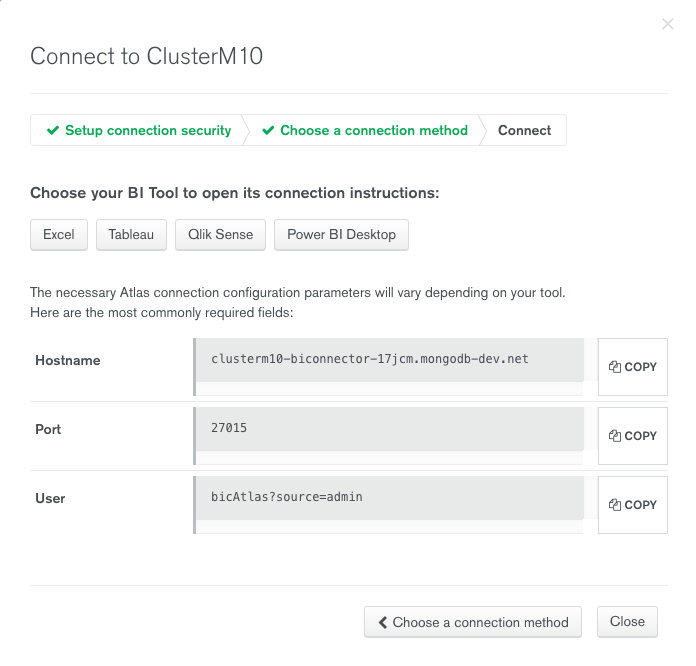 Connect to ClusterM10
Setup connection security
Choose a connection method
Connect
Choose your BI Tool to open its connection instructions:
Excel
Tableau
Qlik Sense
Power BI Desktop
The necessary Atlas connection configuration parameters will vary depending on your tool.
Here are the most commonly required fields:
Hostname
clusterm10-biconnector-17jcm.mongodb-dev.net
COPY
Port
27015
COPY
User
bicAtlas?source=admin
COPY
Choose a connection method
Close